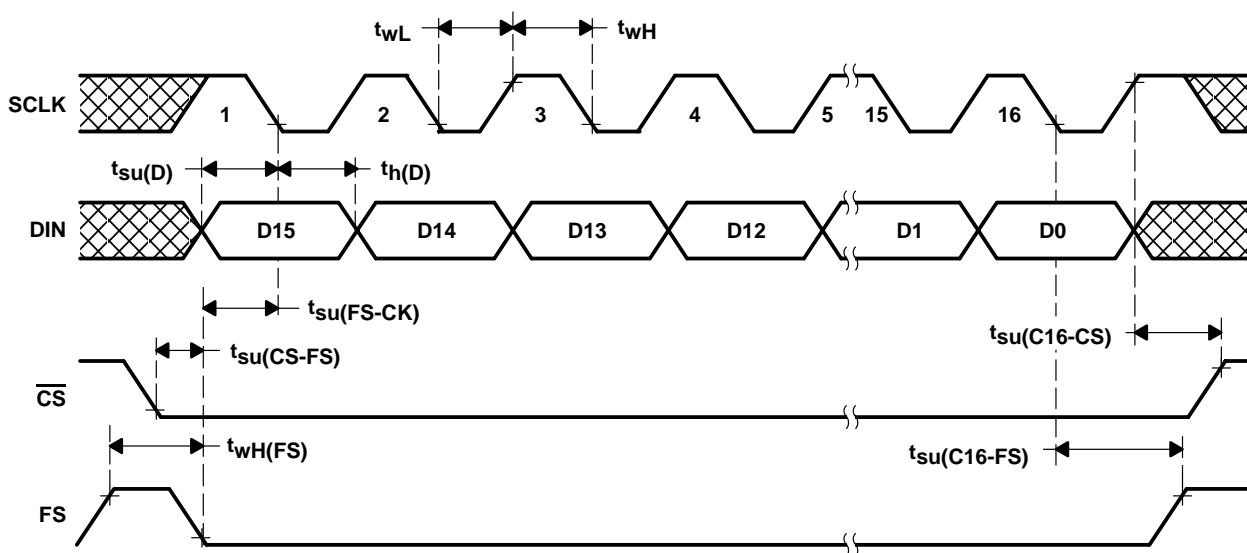 twL
twH
SCLK
1
2
3
4
5
15
16
tsu(D)
th(D)
DIN
D15
D14
D13
D12
D1
D0
tsu(FS-CK)
tsu(CS-FS)
tsu(C16-CS)
CS
twH(FS)
tsu(C16-FS)
FS